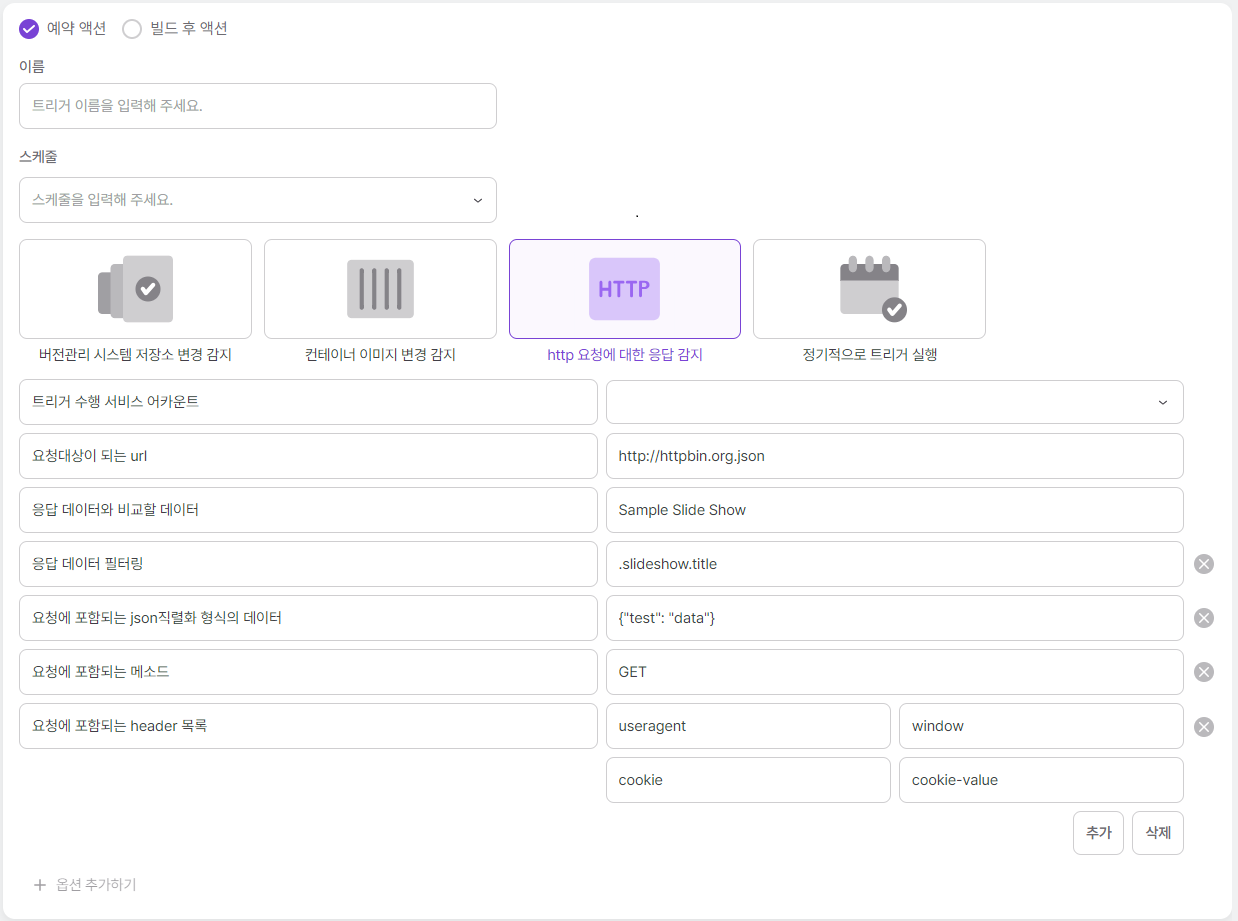 예약 액션 빌드 후 액션
이름
트리거 이름을 입력해 주세요.
스케줄
스케줄을 입력해 주세요.
.
HTTP
버전관리 시스템 저장소 변경 감지 컨테이너 이미지 변경 감지 http 요청에 대한 응답 감지 정기적으로 트리거 실행
트리거 수행 서비스 어카운트
요청대상이 되는 url http://httpbin.org.json
응답 데이터와 비교할 데이터 Sample Slide Show
응답 데이터 필터링 .slideshow.title
요청에 포함되는 json직렬화 형식의 데이터 {"test": "data"}
요청에 포함되는 메소드 GET
요청에 포함되는 header 목록 useragent window
cookie cookie-value
추가 삭제
+ 옵션 추가하기